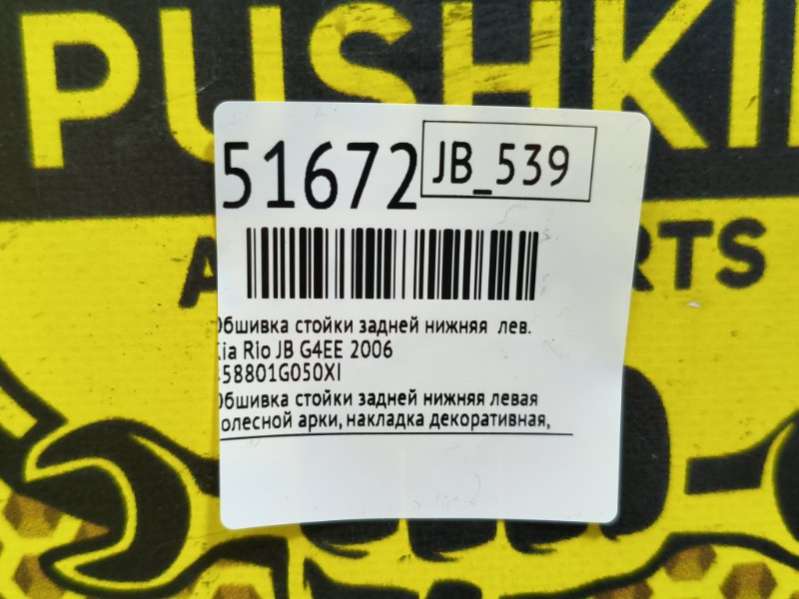 PUSHKI
51672
JB_539
A RTS
Обшивка стойки задней нижняя лев.
Kia Rio JB G4EE 2006
858801G050XI
Обшивка стойки задней нижняя левая
колесной арки, накладка декоративная,